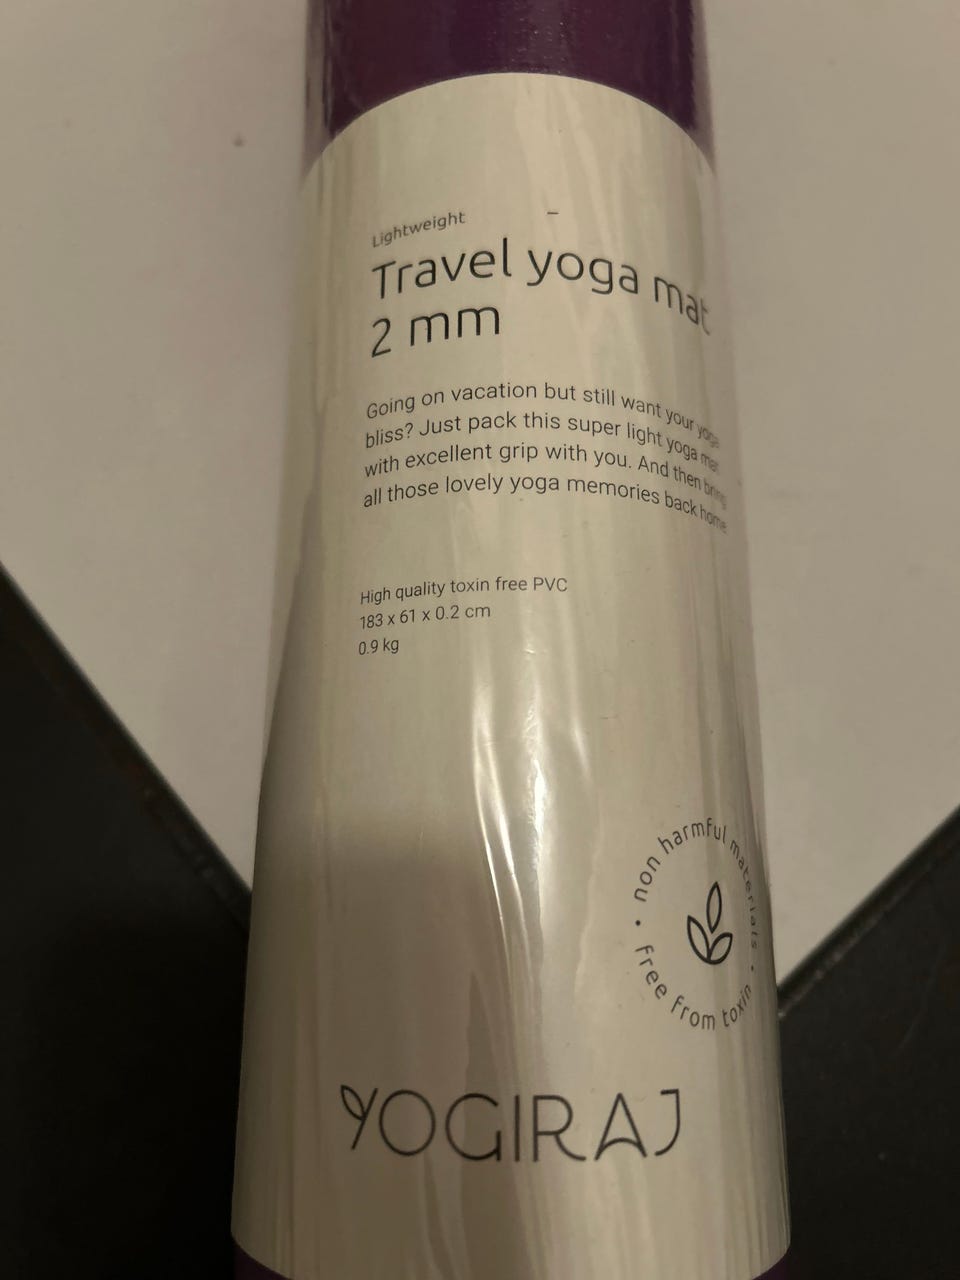 Lightweight
Travel yoga mat
2 mm
Going on vacation but still want your yoga
bliss? Just pack this super light yoga mat
with excellent grip with you. And then bring
all those lovely yoga memories back home
High quality toxin free PVC
183 x 61 x 0.2 cm
0.9 kg
non harmful materials •
free from toxin •
YOGIRAJ